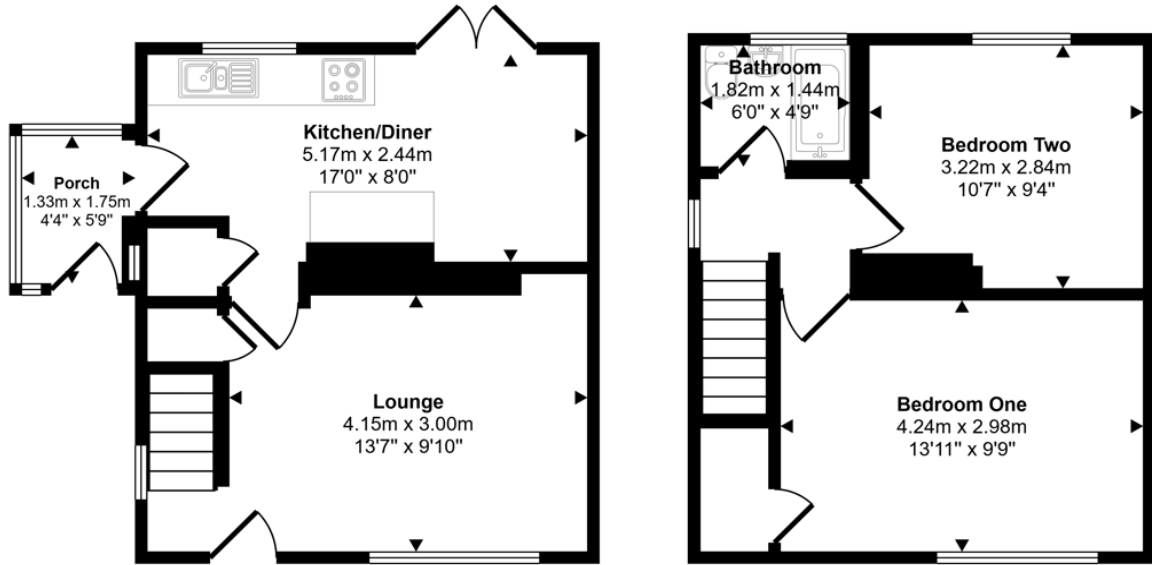 Kitchen/Diner
5.17m x 2.44m
17'0" x 8'0"
Porch
1.33m x 1.75m
4'4" x 5'9"
Lounge
4.15m x 3.00m
13'7" x 9'10"
Bathroom
1.82m x 1.44m
6'0" x 4'9"
Bedroom Two
3.22m x 2.84m
10'7" x 9'4"
Bedroom One
4.24m x 2.98m
13'11" x 9'9"